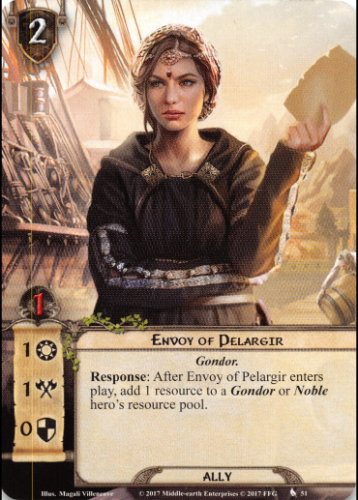 2
1
ENVOY OF PELARGIR
1
Gondor.
Response: After Envoy of Pelargir enters
play, add 1 resource to a Gondor or Noble
hero's resource pool.
1
0
ALLY
Illus. Magali Villeneuve © 2017 Middle-earth Enterprises © 2017 FFG 51